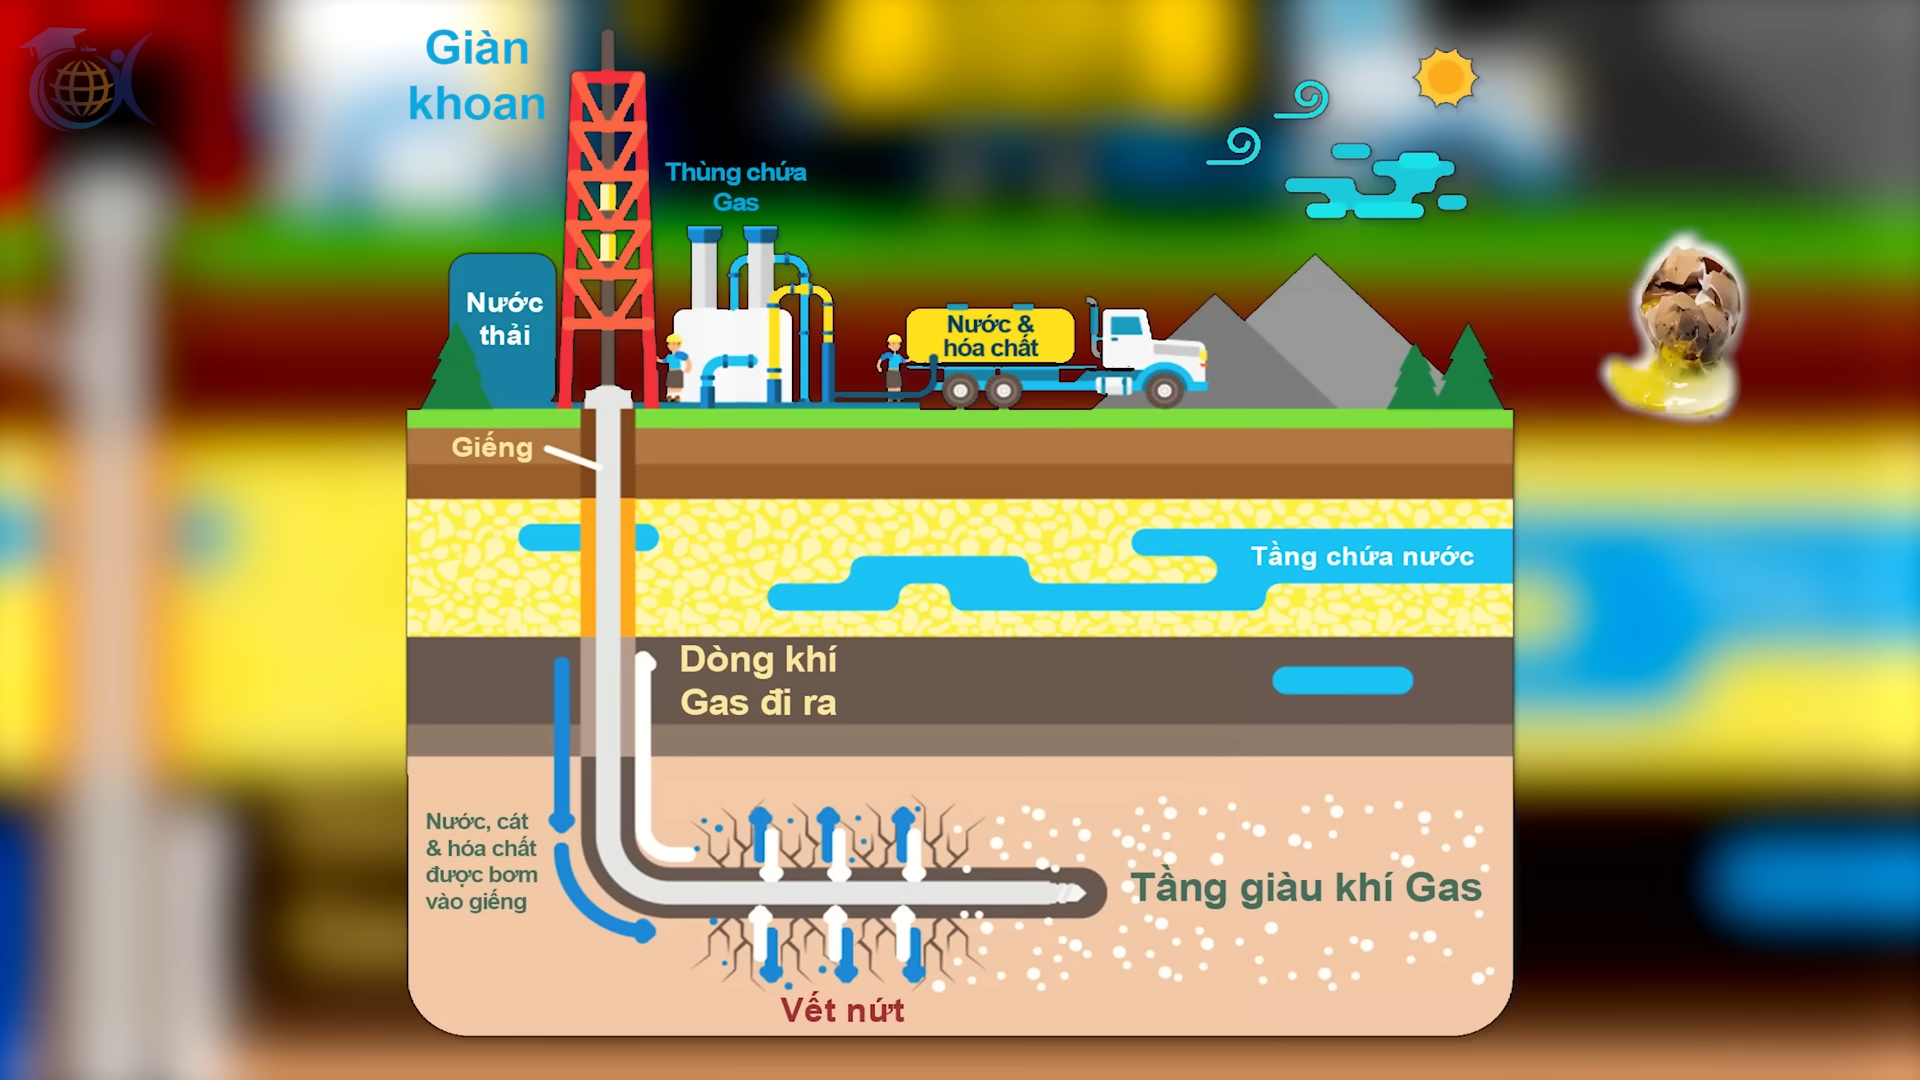 Giàn
khoan
Thùng chứa
Gas
Nước
thải
Nước &
hóa chất
Giếng
Tầng chứa nước
Dòng khí
Gas đi ra
Nước, cát
& hóa chất
được bơm
vào giếng
Tầng giàu khí Gas
Vết nứt